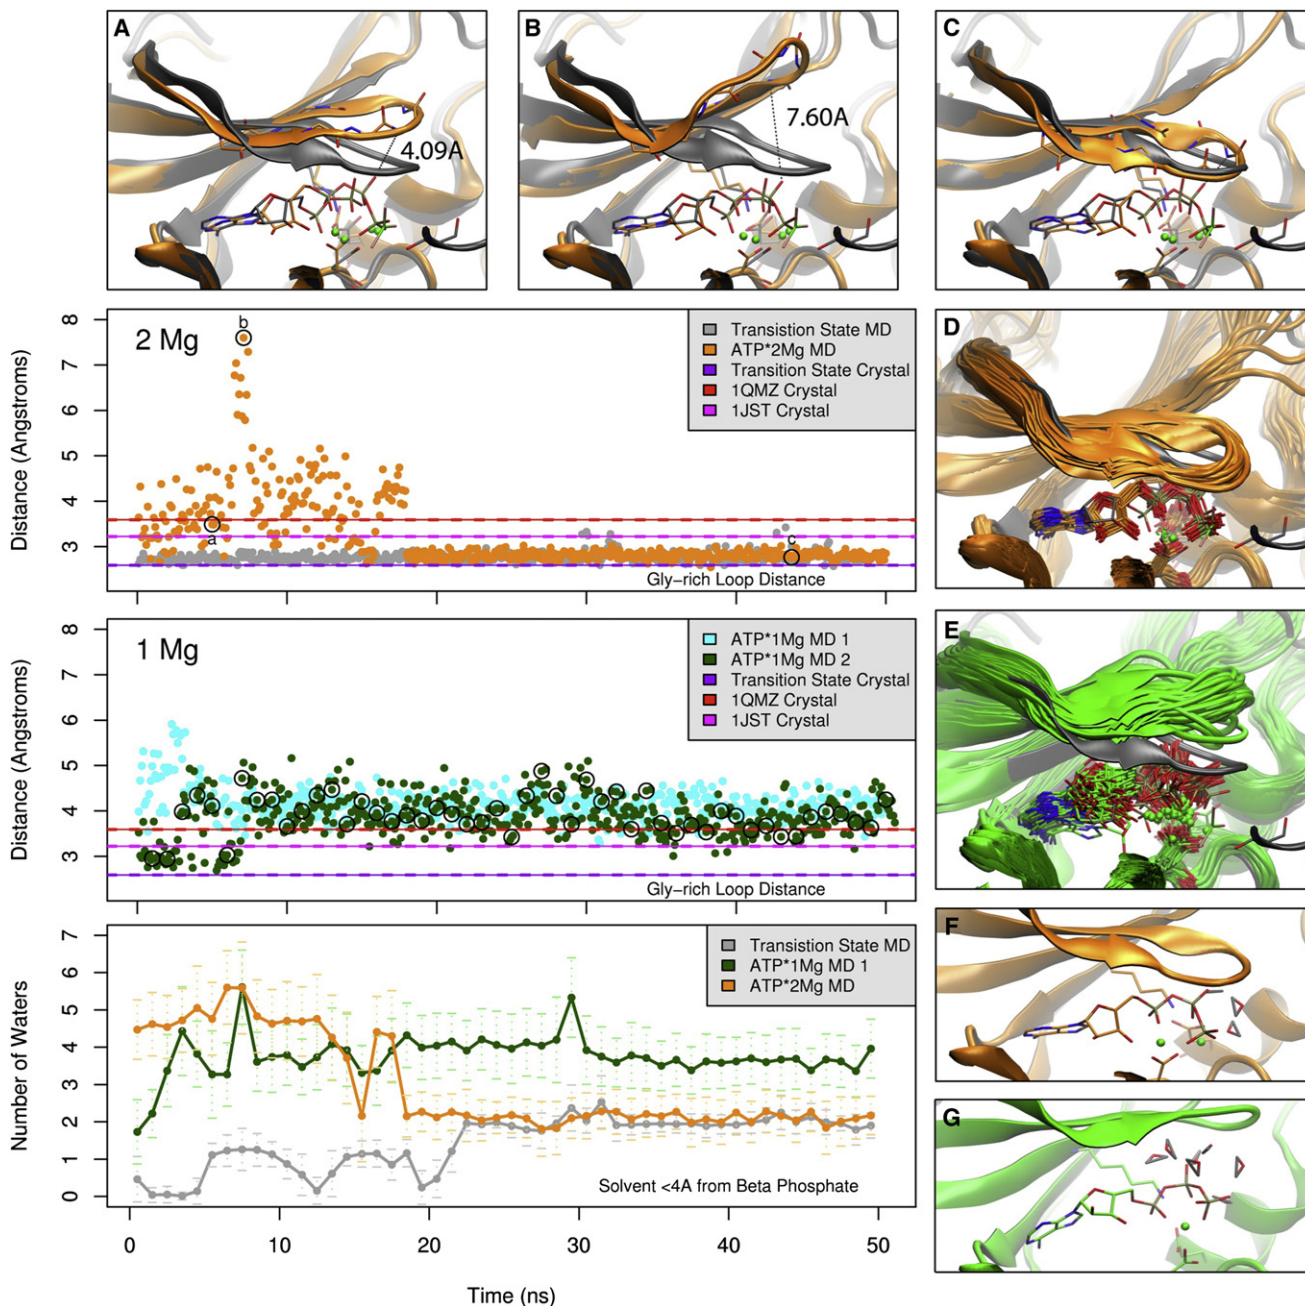 A
4.09A
B
7.60A
C
2 Mg
Transistion State MD
ATP*2Mg MD
Transition State Crystal
1QMZ Crystal
1JST Crystal
Distance (Angstroms)
8
7
6
5
4
3
b
a
c
Gly-rich Loop Distance
D
1 Mg
ATP*1Mg MD 1
ATP*1Mg MD 2
Transition State Crystal
1QMZ Crystal
1JST Crystal
Distance (Angstroms)
8
7
6
5
4
3
Gly-rich Loop Distance
E
Transistion State MD
ATP*1Mg MD 1
ATP*2Mg MD
Number of Waters
7
6
5
4
3
2
1
0
Solvent <4A from Beta Phosphate
0 10 20 30 40 50
Time (ns)
F
G